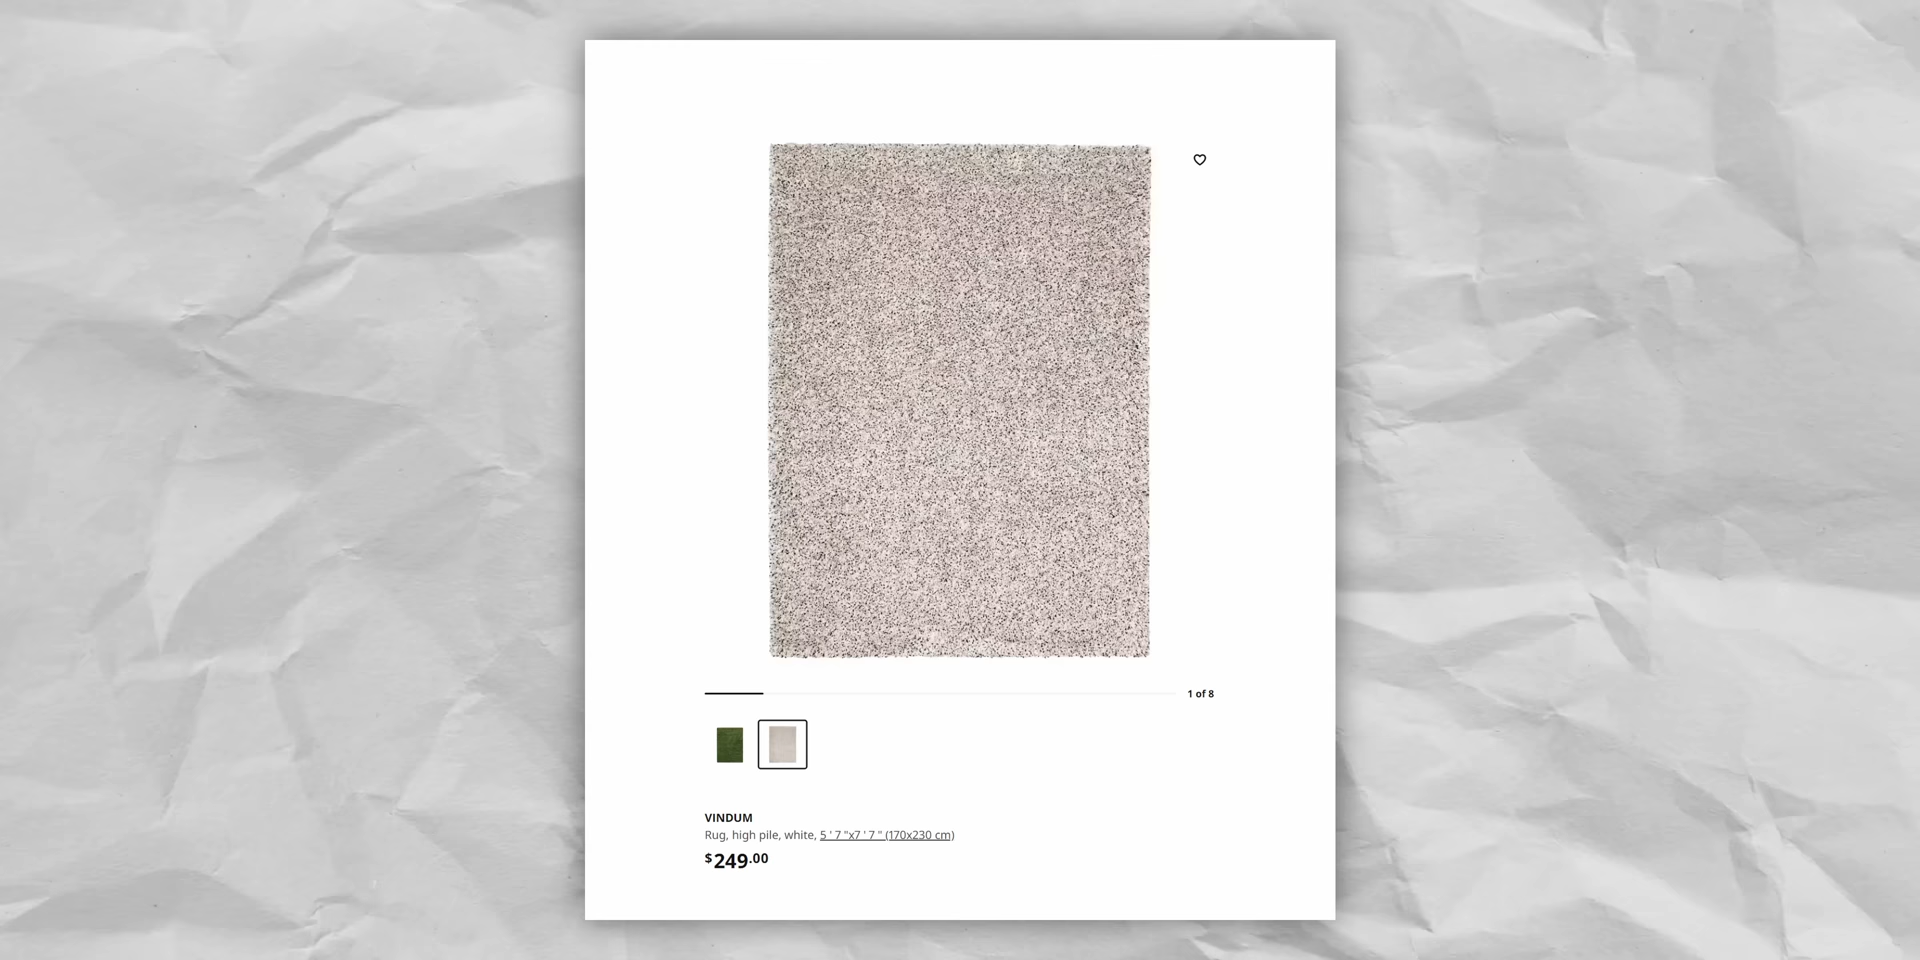 1 of 8
VINDUM
Rug, high pile, white, 5 ' 7 "x7 ' 7 " (170x230 cm)
$249.00